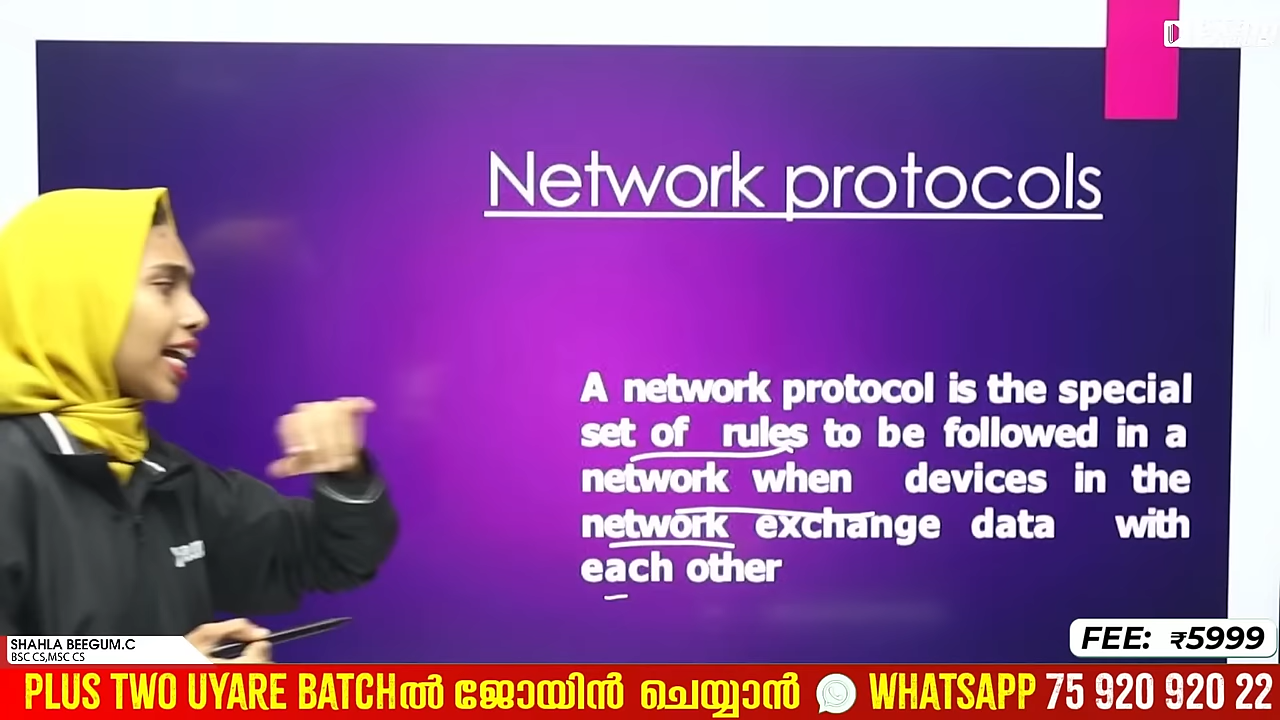 Network protocols
A network protocol is the special
set of rules to be followed in a
network when devices in the
network exchange data with
each other
SHAHLA BEEGUM.C
BSC CS,MSC CS
FEE: ₹5999
PLUS TWO UYARE BATCHൽ ജോയിൻ ചെയ്യാൻ WHATSAPP 75 920 920 22